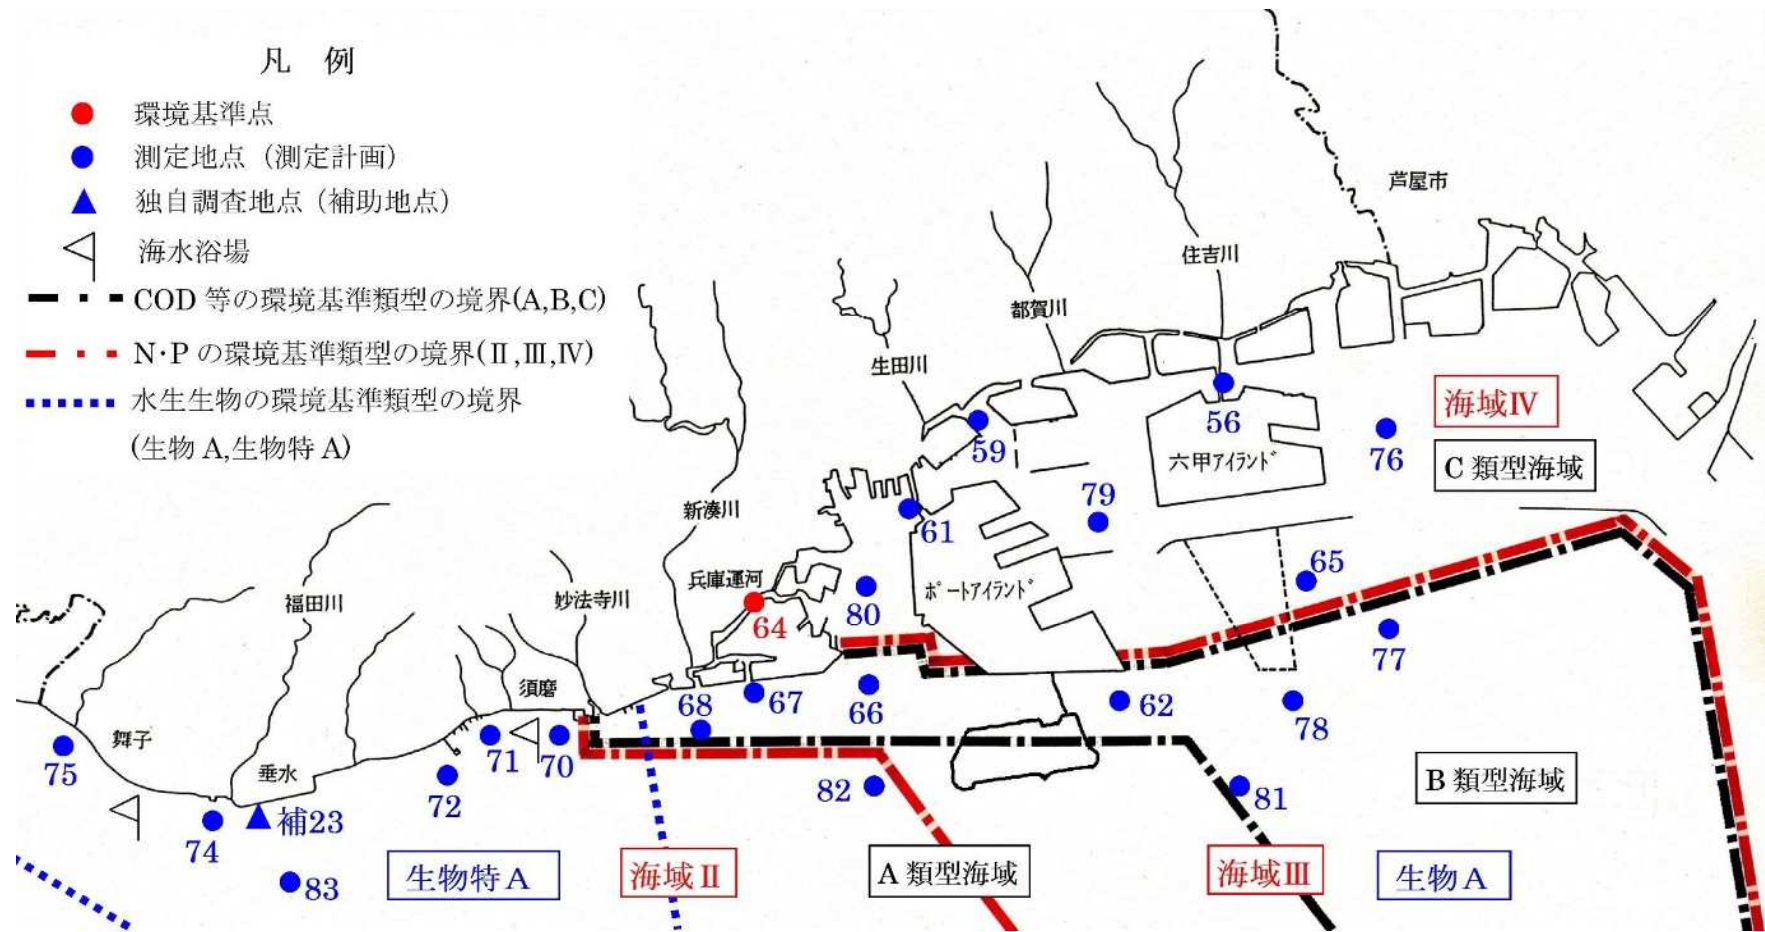 凡 例
環境基準点
測定地点（測定計画）
独自調査地点（補助地点）
海水浴場
COD 等の環境基準類型の境界(A,B,C)
N･P の環境基準類型の境界(Ⅱ,Ⅲ,Ⅳ)
水生生物の環境基準類型の境界
(生物 A,生物特 A)
芦屋市
住吉川
都賀川
生田川
新湊川
兵庫運河
妙法寺川
福田川
須磨
舞子
垂水
六甲アイランド
ポートアイランド
海域Ⅳ
C 類型海域
56
59
76
79
61
65
80
64
77
68
67
66
62
78
75
71
70
72
82
81
74
補23
83
B 類型海域
生物特 A
海域Ⅱ
A 類型海域
海域Ⅲ
生物 A